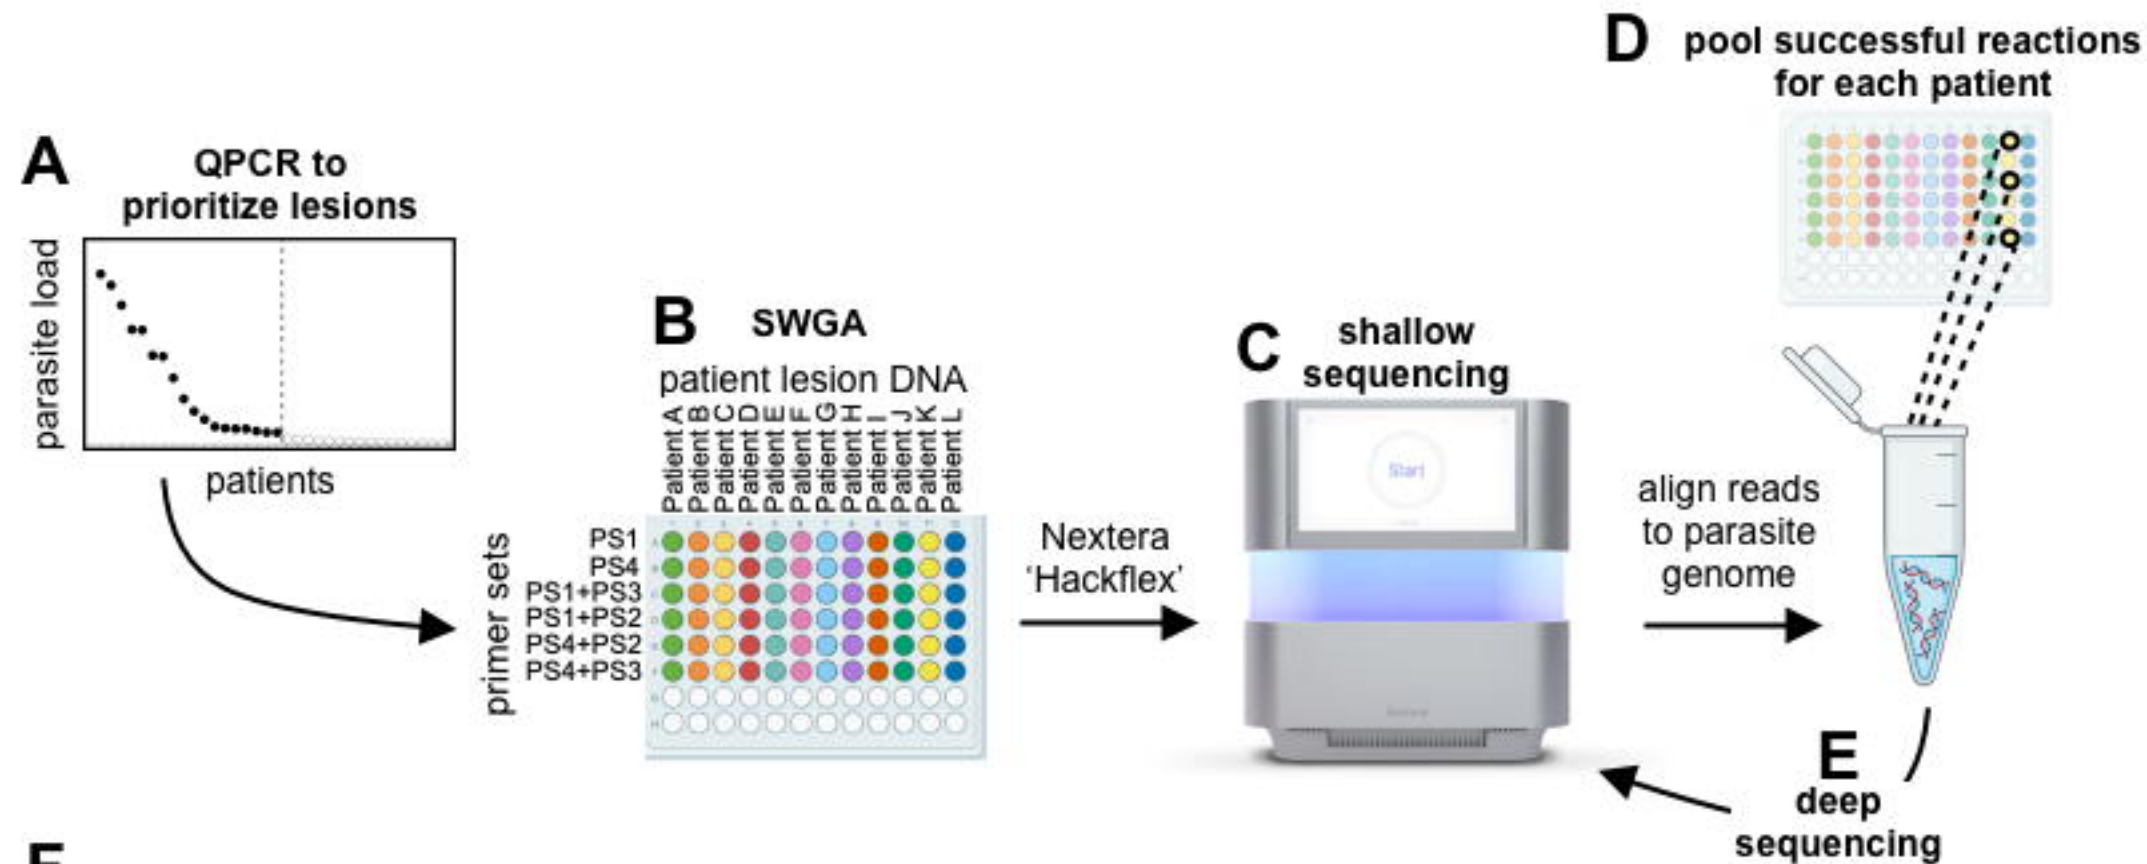 A
QPCR to
prioritize lesions
parasite load
patients
B
SWGA
patient lesion DNA
Patient A
Patient B
Patient C
Patient D
Patient E
Patient F
Patient G
Patient H
Patient I
Patient J
Patient K
Patient L
primer sets
PS1
PS4
PS1+PS3
PS1+PS2
PS4+PS2
PS4+PS3
Nextera
‘Hackflex’
C
shallow
sequencing
Start
align reads
to parasite
genome
D
pool successful reactions
for each patient
E
deep
sequencing